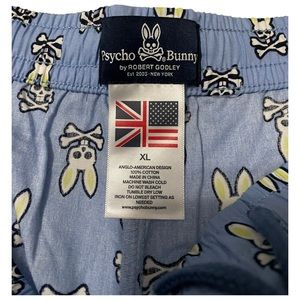 Psycho Bunny
by ROBERT GODLEY
Est 2005 - NEW YORK
XL
ANGLO-AMERICAN DESIGN
100% COTTON
MADE IN CHINA
MACHINE WASH COLD
DO NOT BLEACH
TUMBLE DRY LOW
IRON ON LOWEST SETTING AS
NEEDED
www.psychobunny.com